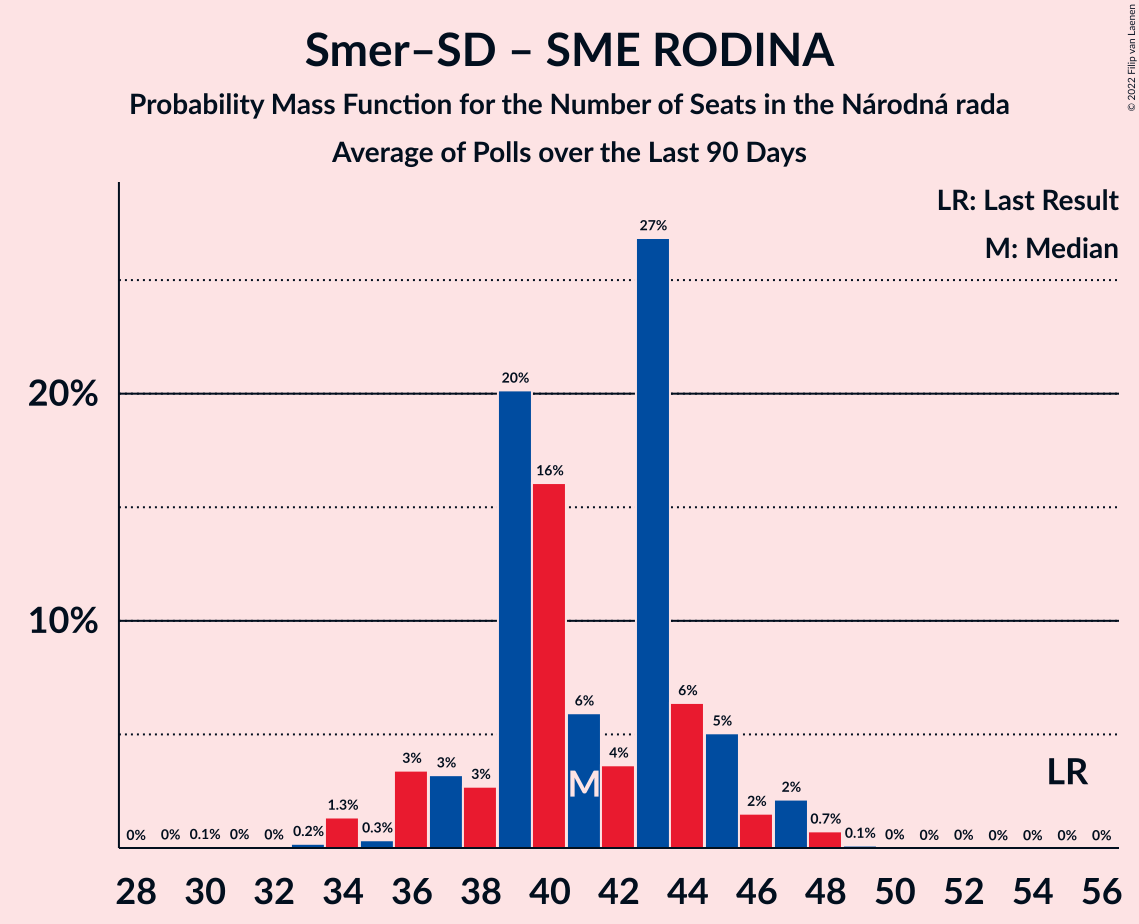 Smer–SD – SME RODINA
Probability Mass Function for the Number of Seats in the Národná rada
Average of Polls over the Last 90 Days
© 2022 Filip van Laenen
LR: Last Result
M: Median
27%
20%
20%
16%
10%
6%
4%
6%
5%
3%
3%
3%
M
LR
2%
2%
0% 0% 0.1% 0% 0% 0.2% 1.3% 0.3% 0.7% 0.1% 0% 0% 0% 0% 0% 0% 0%
28 30 32 34 36 38 40 42 44 46 48 50 52 54 56